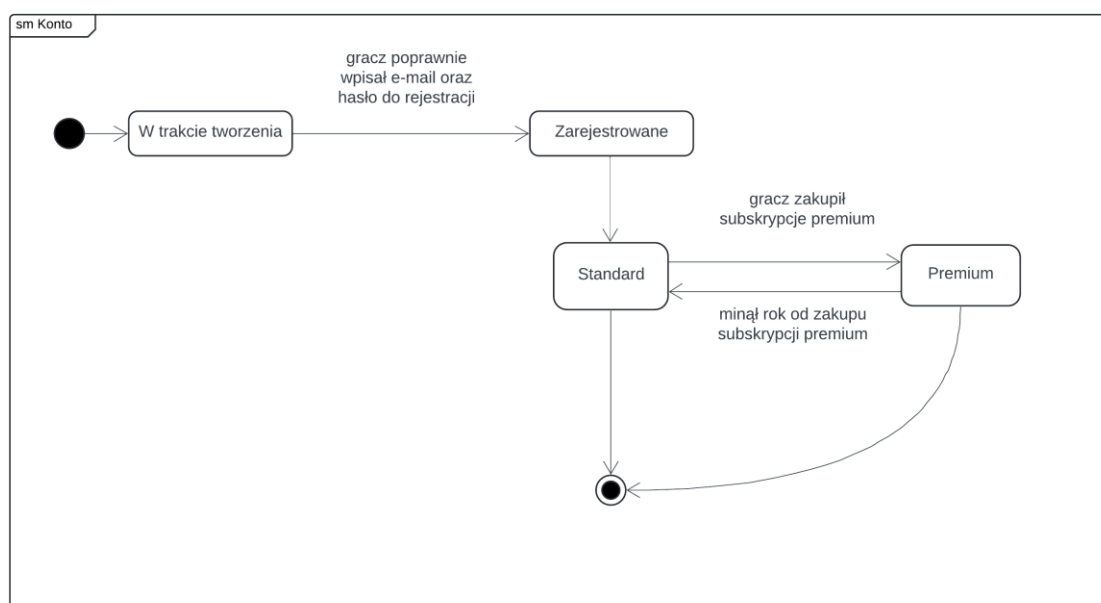 sm Konto
gracz poprawnie
wpisał e-mail oraz
hasło do rejestracji
W trakcie tworzenia
Zarejestrowane
gracz zakupił
subskrypcje premium
Standard
Premium
minął rok od zakupu
subskrypcji premium